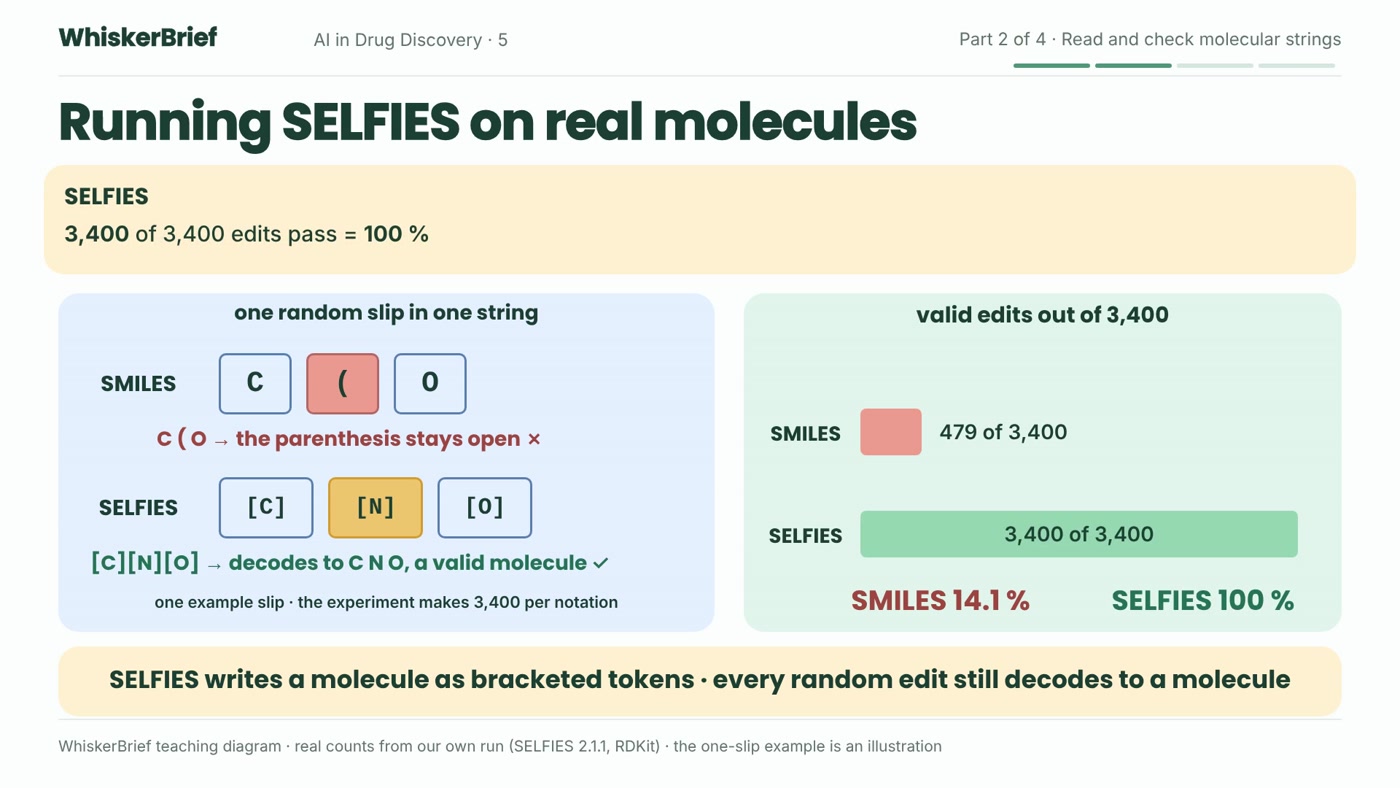 WhiskerBrief
AI in Drug Discovery · 5
Part 2 of 4 · Read and check molecular strings
Running SELFIES on real molecules
SELFIES
3,400 of 3,400 edits pass = 100 %
one random slip in one string
SMILES C ( O
C ( O → the parenthesis stays open ×
SELFIES [C] [N] [O]
[C][N][O] → decodes to C N O, a valid molecule ✓
one example slip · the experiment makes 3,400 per notation
valid edits out of 3,400
SMILES 479 of 3,400
SELFIES 3,400 of 3,400
SMILES 14.1 % SELFIES 100 %
SELFIES writes a molecule as bracketed tokens · every random edit still decodes to a molecule
WhiskerBrief teaching diagram · real counts from our own run (SELFIES 2.1.1, RDKit) · the one-slip example is an illustration